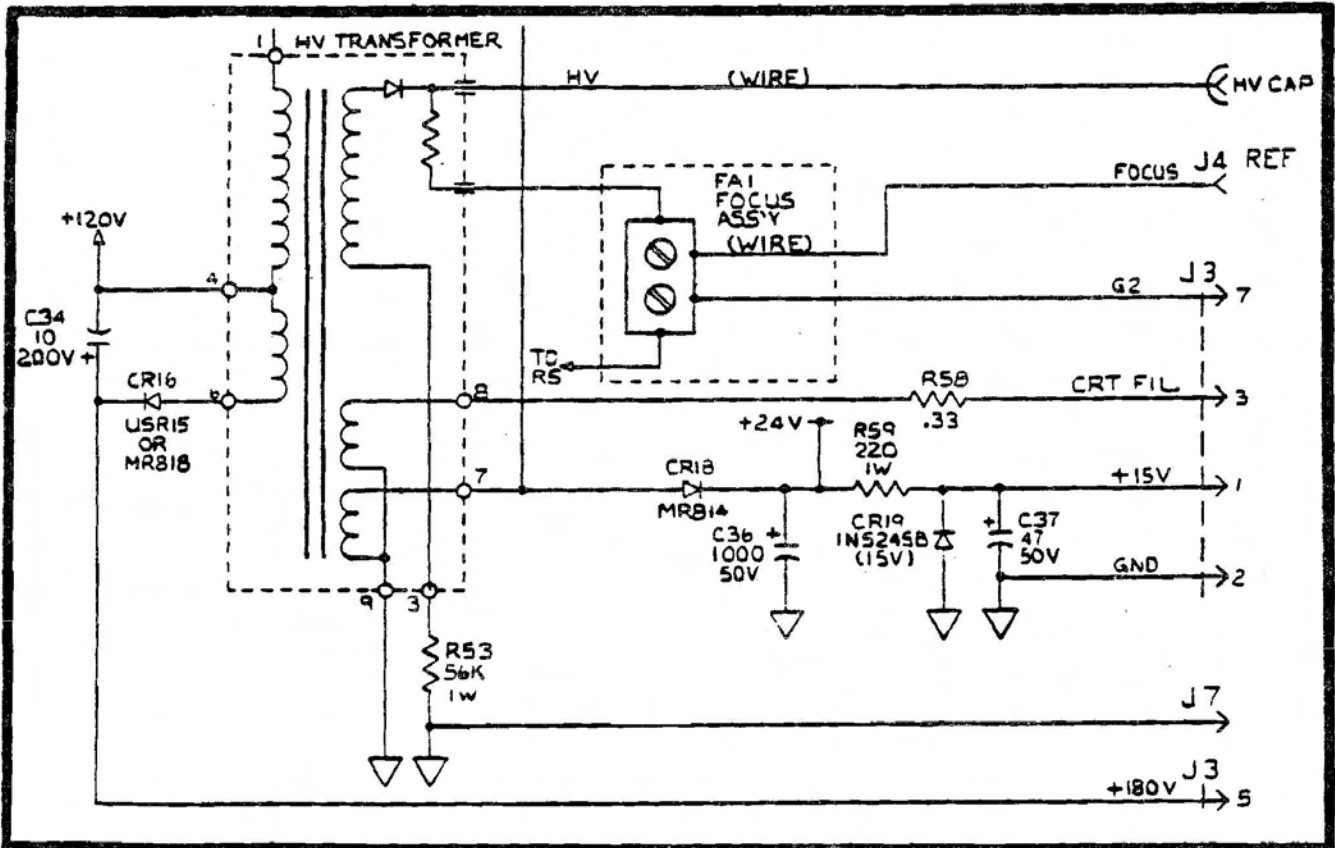 1 HV TRANSFORMER
HV (WIRE) HV CAP
J4 REF
FOCUS
FA1
FOCUS
ASS'Y
(WIRE)
+120V
4
J3
G2 7
C34
10
200V +
TO
R5
CR16
6
USR15
OR
MR818
8
R58
.33
CRT FIL 3
+24V
R59
220
1W
7
CR18
MR814
+15V 1
C36 +
1000
50V
CR19
1N5245B
(15V)
+ C37
47
50V
GND 2
9 3
R53
56K
1W
J7
J3
+180V 5